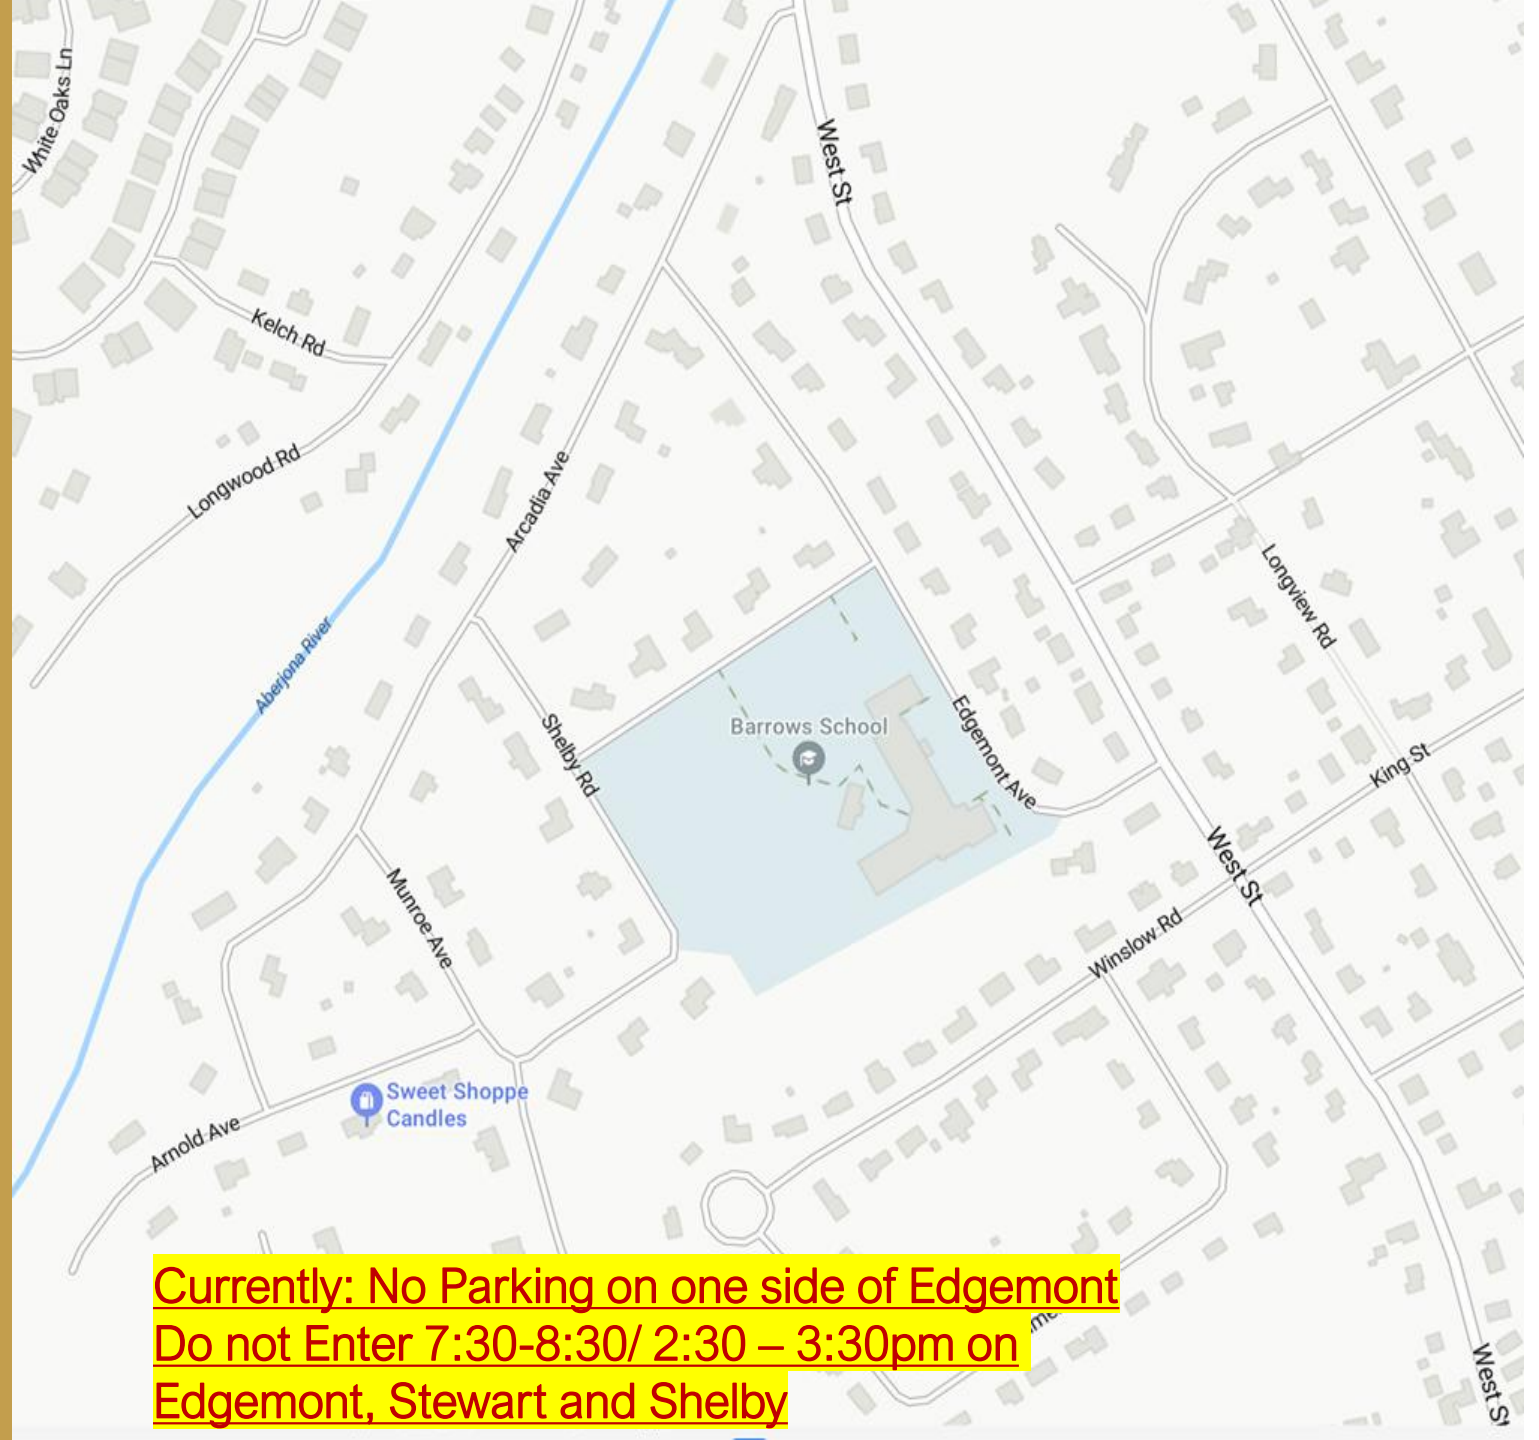 White Oaks Ln
West St
Kelch Rd
Longwood Rd
Arcadia Ave
Longview Rd
Aberjona River
Shelby Rd
Barrows School
Edgemont Ave
King St
West St
Munroe Ave
Winslow Rd
Sweet Shoppe
Candles
Arnold Ave
Currently: No Parking on one side of Edgemont
Do not Enter 7:30-8:30/ 2:30 – 3:30pm on
Edgemont, Stewart and Shelby
West St